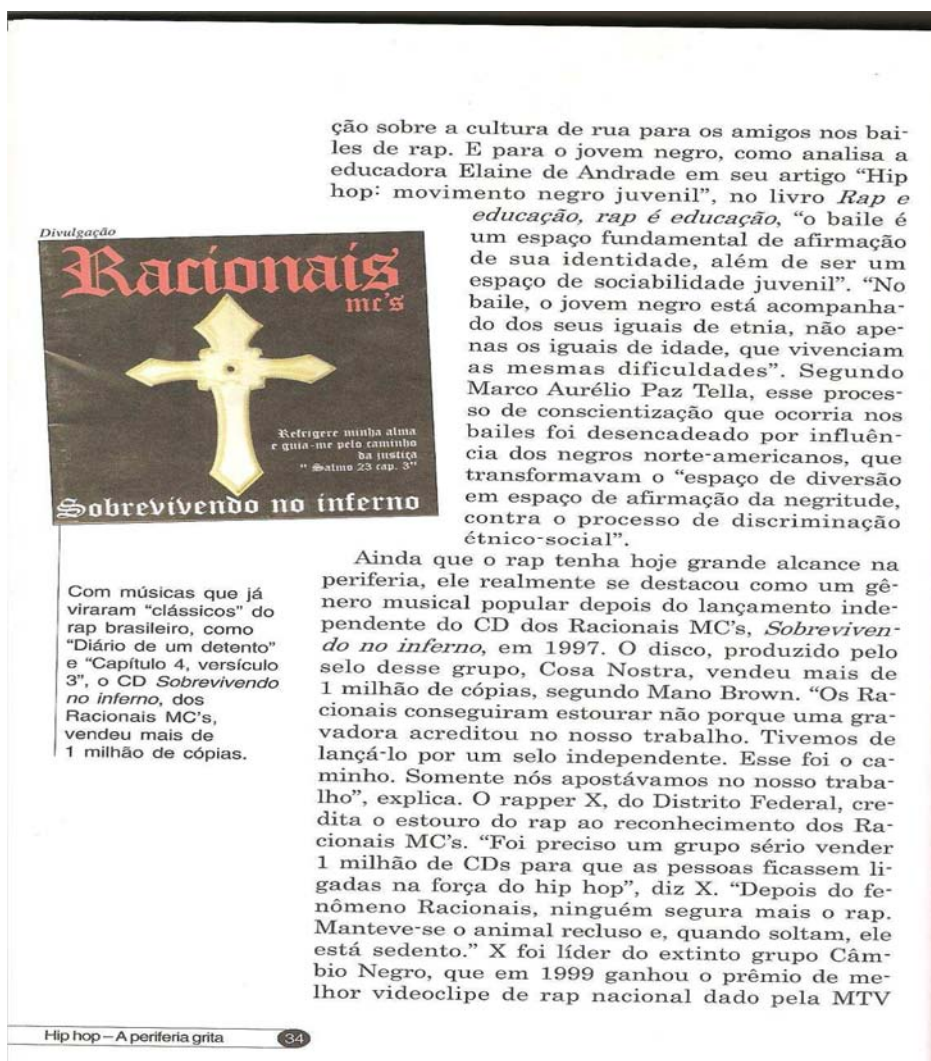 ção sobre a cultura de rua para os amigos nos bai-
les de rap. E para o jovem negro, como analisa a
educadora Elaine de Andrade em seu artigo “Hip
hop: movimento negro juvenil”, no livro Rap e
educação, rap é educação, “o baile é
um espaço fundamental de afirmação
de sua identidade, além de ser um
espaço de sociabilidade juvenil”. “No
baile, o jovem negro está acompanha-
do dos seus iguais de etnia, não ape-
nas os iguais de idade, que vivenciam
as mesmas dificuldades”. Segundo
Marco Aurélio Paz Tella, esse proces-
so de conscientização que ocorria nos
bailes foi desencadeado por influên-
cia dos negros norte-americanos, que
transformavam o “espaço de diversão
em espaço de afirmação da negritude,
contra o processo de discriminação
étnico-social”.
Divulgação
Racionais
mc's
Refrigere minha alma
e guia-me pelo caminho
da justiça
" Salmo 23 cap. 3"
Sobrevivendo no inferno
Com músicas que já
viraram “clássicos” do
rap brasileiro, como
“Diário de um detento”
e “Capítulo 4, versículo
3”, o CD Sobrevivendo
no inferno, dos
Racionais MC's,
vendeu mais de
1 milhão de cópias.
Ainda que o rap tenha hoje grande alcance na
periferia, ele realmente se destacou como um gê-
nero musical popular depois do lançamento inde-
pendente do CD dos Racionais MC's, Sobreviven-
do no inferno, em 1997. O disco, produzido pelo
selo desse grupo, Cosa Nostra, vendeu mais de
1 milhão de cópias, segundo Mano Brown. “Os Ra-
cionais conseguiram estourar não porque uma gra-
vadora acreditou no nosso trabalho. Tivemos de
lançá-lo por um selo independente. Esse foi o ca-
minho. Somente nós apostávamos no nosso traba-
lho”, explica. O rapper X, do Distrito Federal, cre-
dita o estouro do rap ao reconhecimento dos Ra-
cionais MC's. “Foi preciso um grupo sério vender
1 milhão de CDs para que as pessoas ficassem li-
gadas na força do hip hop”, diz X. “Depois do fe-
nômeno Racionais, ninguém segura mais o rap.
Manteve-se o animal recluso e, quando soltam, ele
está sedento.” X foi líder do extinto grupo Câm-
bio Negro, que em 1999 ganhou o prêmio de me-
lhor videoclipe de rap nacional dado pela MTV
Hip hop – A periferia grita 34